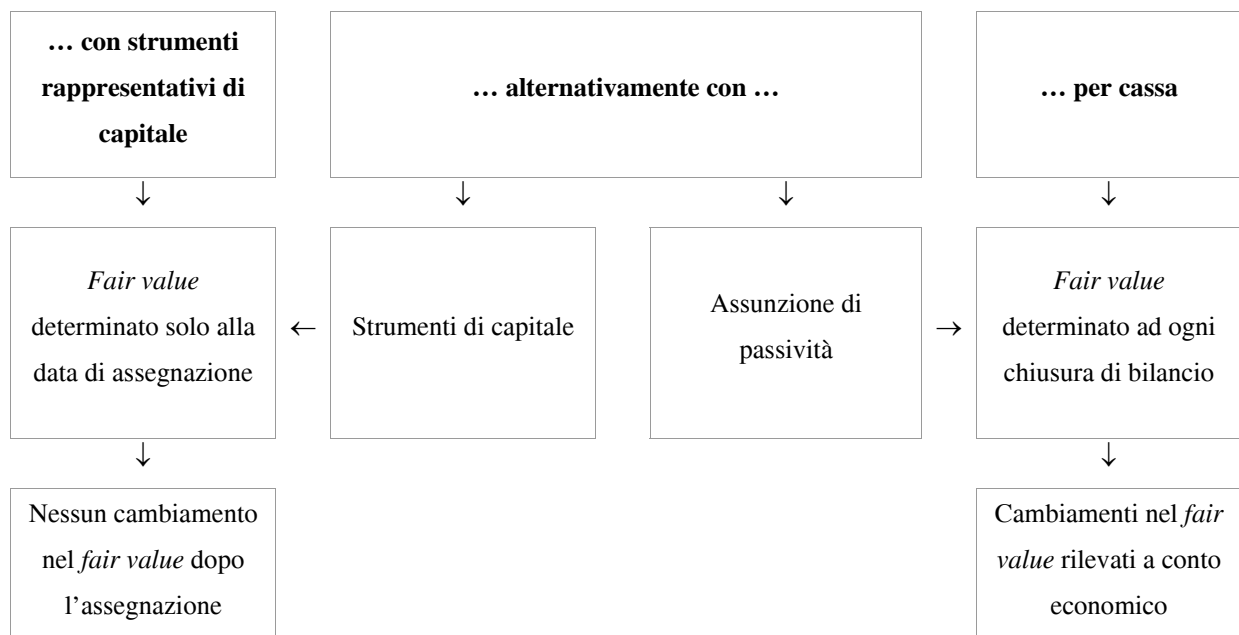 … con strumenti
rappresentativi di
capitale
… alternativamente con …
… per cassa
↓ ↓ ↓ ↓
Fair value
determinato solo alla
data di assegnazione
←
Strumenti di capitale
Assunzione di
passività
→
Fair value
determinato ad ogni
chiusura di bilancio
↓ ↓
Nessun cambiamento
nel fair value dopo
l’assegnazione
Cambiamenti nel fair
value rilevati a conto
economico